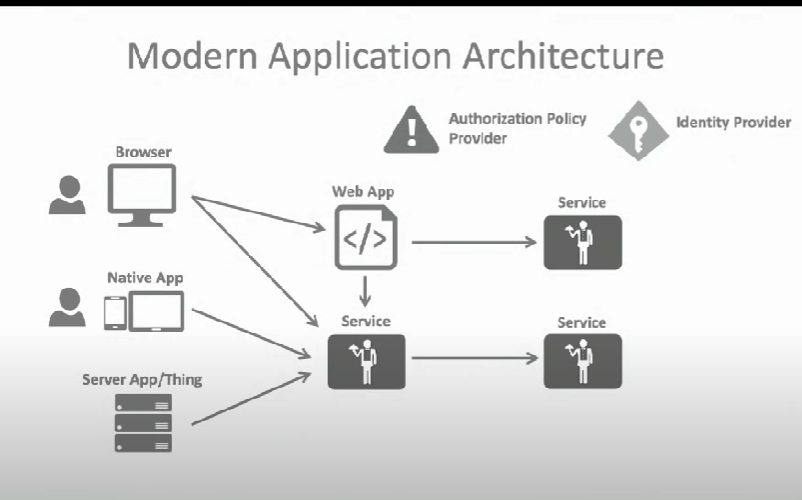 Modern Application Architecture
Authorization Policy
Provider
Identity Provider
Browser
Web App
</>
Service
Native App
Service
Service
Server App/Thing